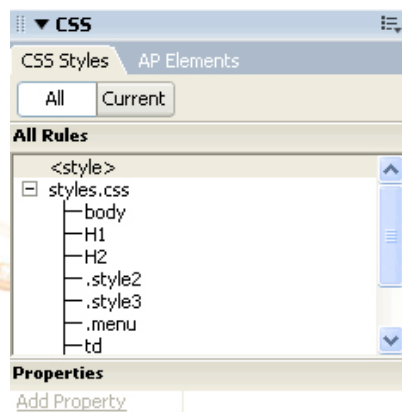 CSS
CSS Styles AP Elements
All Current
All Rules
<style>
styles.css
body
H1
H2
.style2
.style3
.menu
td
Properties
Add Property